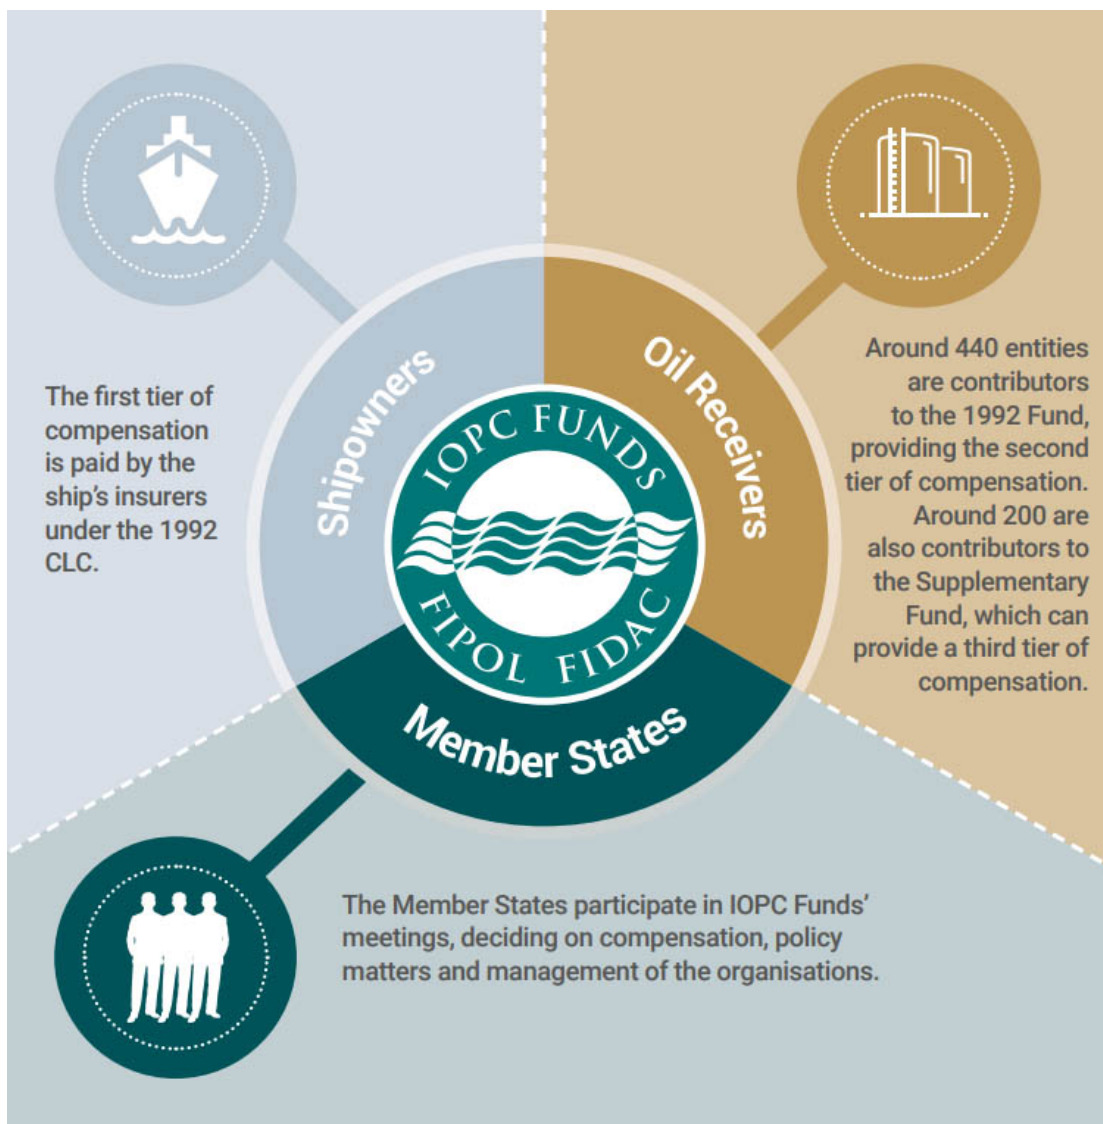 Shipowners
The first tier of
compensation
is paid by the
ship's insurers
under the 1992
CLC.
Oil Receivers
Around 440 entities
are contributors
to the 1992 Fund,
providing the second
tier of compensation.
Around 200 are
also contributors to
the Supplementary
Fund, which can
provide a third tier of
compensation.
IOPC FUNDS
FIPOL FIDAC
Member States
The Member States participate in IOPC Funds'
meetings, deciding on compensation, policy
matters and management of the organisations.